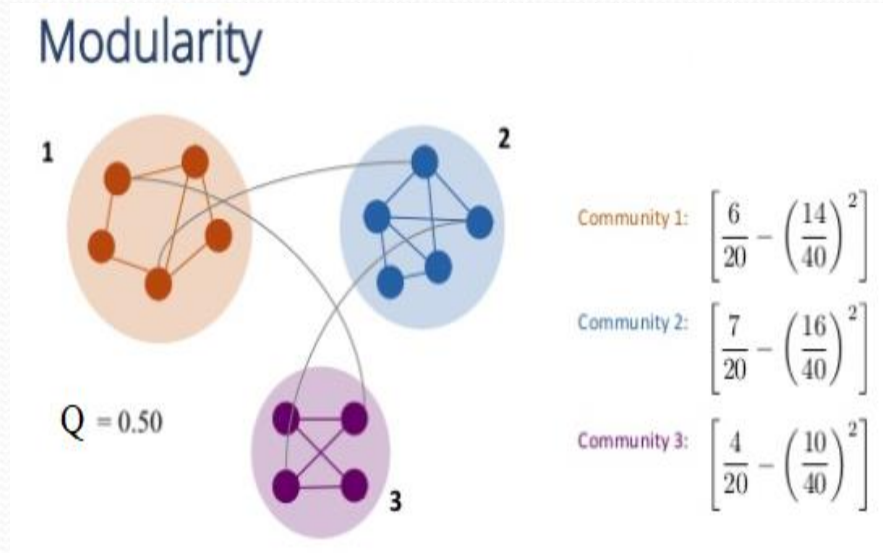 Modularity
1
2
Community 1: [6/20 − (14/40)²]
Community 2: [7/20 − (16/40)²]
Q = 0.50
Community 3: [4/20 − (10/40)²]
3